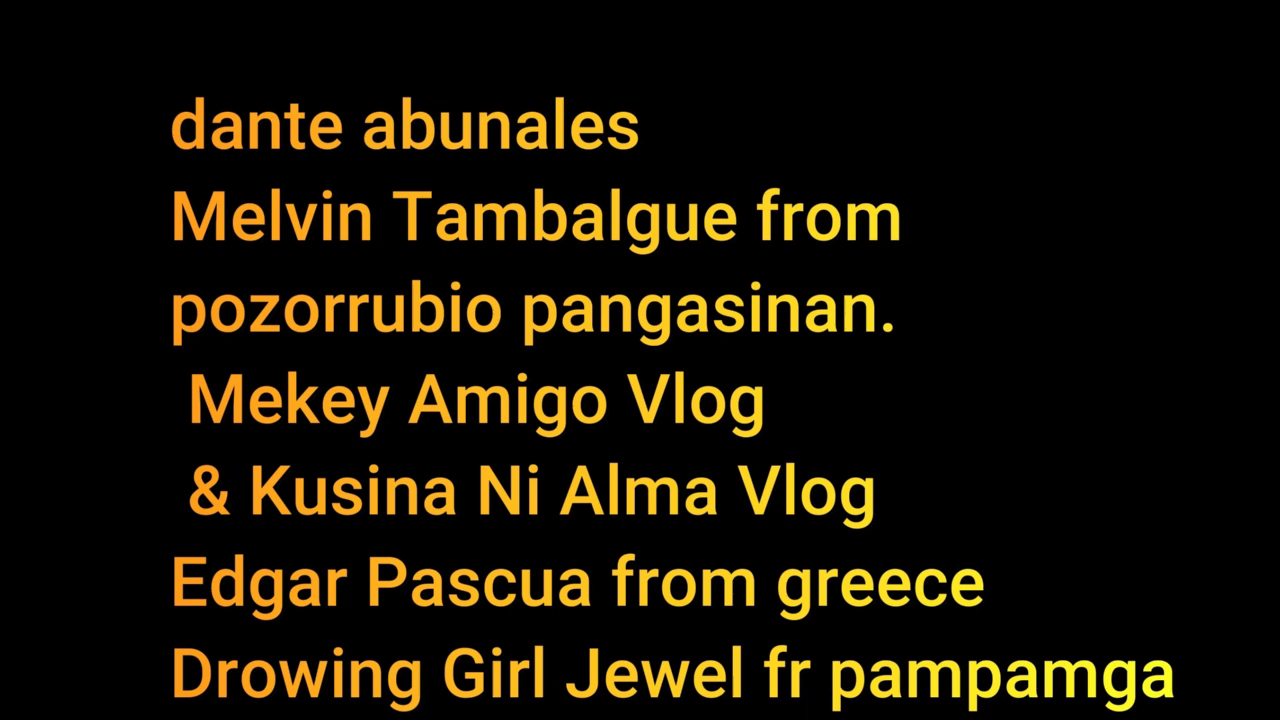 dante abunales
Melvin Tambalgue from
pozorrubio pangasinan.
Mekey Amigo Vlog
& Kusina Ni Alma Vlog
Edgar Pascua from greece
Drowing Girl Jewel fr pampamga